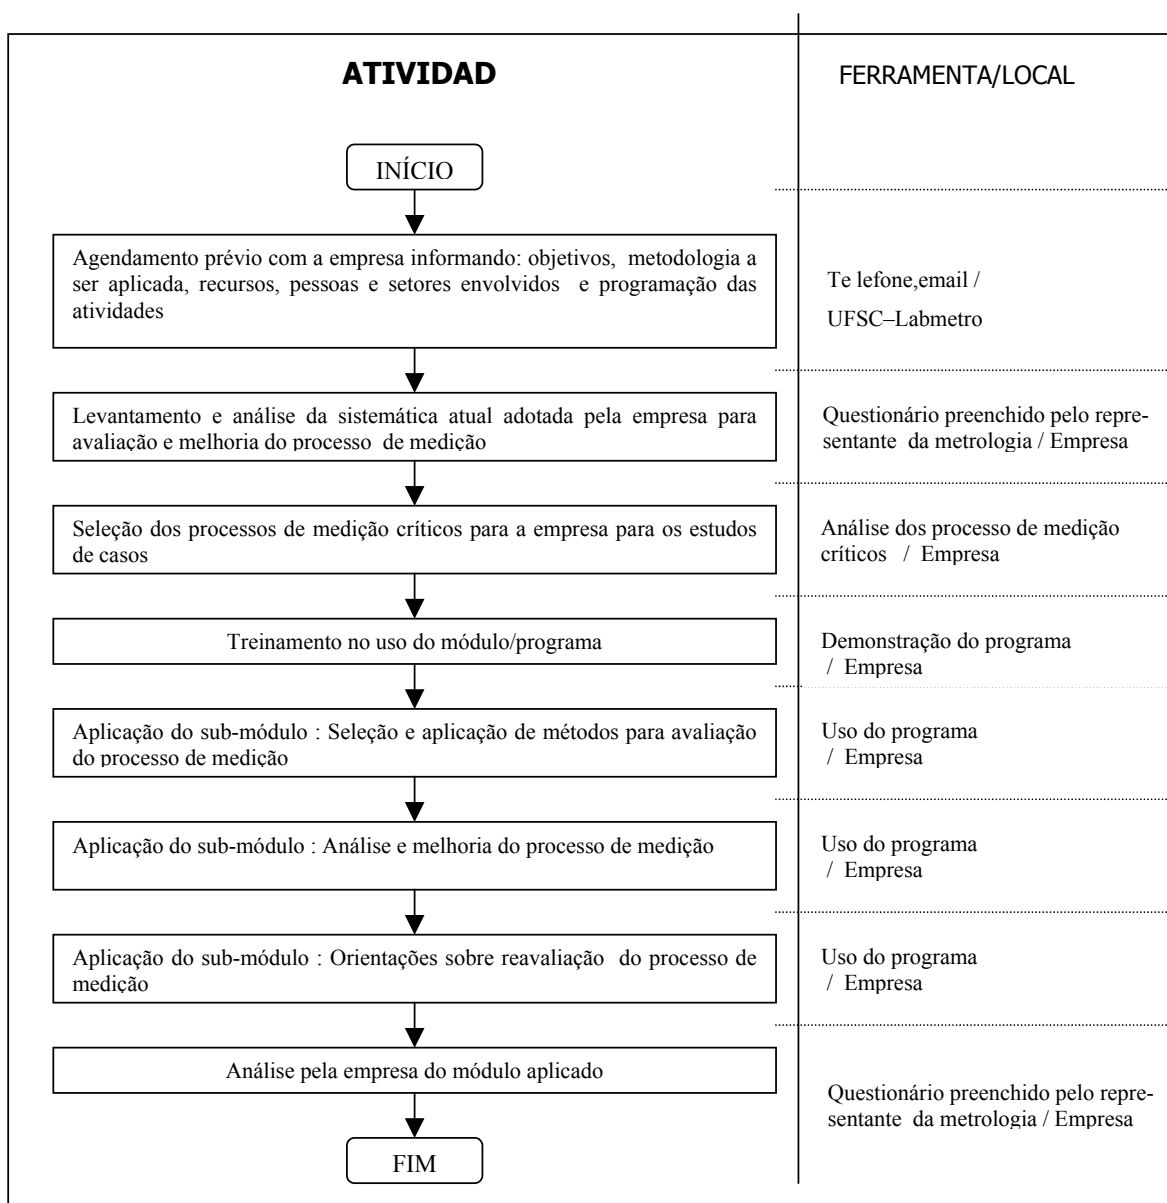 ATIVIDAD
FERRAMENTA/LOCAL
INÍCIO
Agendamento prévio com a empresa informando: objetivos, metodologia a
ser aplicada, recursos, pessoas e setores envolvidos e programação das
atividades
Te lefone,email /
UFSC–Labmetro
Levantamento e análise da sistemática atual adotada pela empresa para
avaliação e melhoria do processo de medição
Questionário preenchido pelo repre-
sentante da metrologia / Empresa
Seleção dos processos de medição críticos para a empresa para os estudos
de casos
Análise dos processo de medição
críticos / Empresa
Treinamento no uso do módulo/programa
Demonstração do programa
/ Empresa
Aplicação do sub-módulo : Seleção e aplicação de métodos para avaliação
do processo de medição
Uso do programa
/ Empresa
Aplicação do sub-módulo : Análise e melhoria do processo de medição
Uso do programa
/ Empresa
Aplicação do sub-módulo : Orientações sobre reavaliação do processo de
medição
Uso do programa
/ Empresa
Análise pela empresa do módulo aplicado
Questionário preenchido pelo repre-
sentante da metrologia / Empresa
FIM